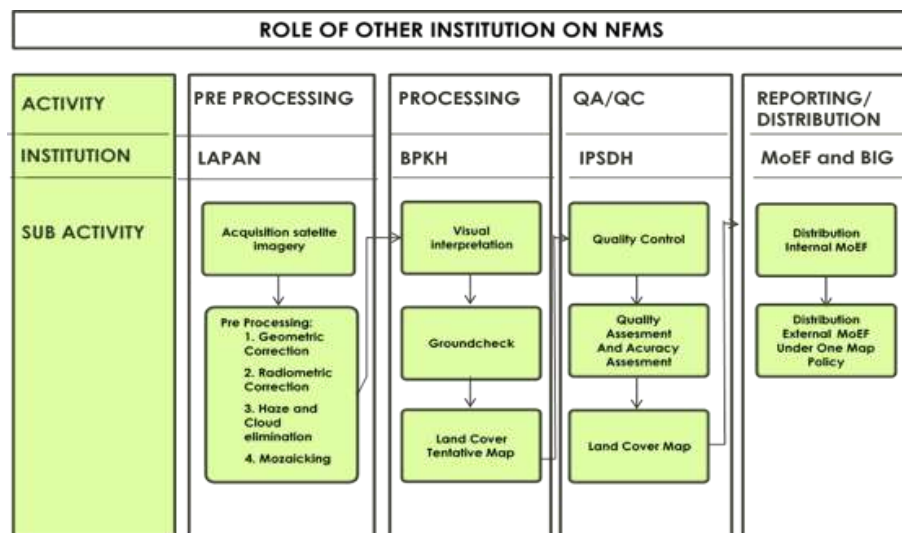 ROLE OF OTHER INSTITUTION ON NFMS
ACTIVITY
PRE PROCESSING
PROCESSING
QA/QC
REPORTING/
DISTRIBUTION
INSTITUTION
LAPAN
BPKH
IPSDH
MoEF and BIG
SUB ACTIVITY
Acquisition satelite
imagery
Pre Processing:
1. Geometric
Correction
2. Radiometric
Correction
3. Haze and
Cloud
elimination
4. Mozaicking
Visual
interpretation
Groundcheck
Land Cover
Tentative Map
Quality Control
Quality
Assesment
And Acuracy
Assesment
Land Cover Map
Distribution
Internal MoEF
Distribution
External MoEF
Under One Map
Policy